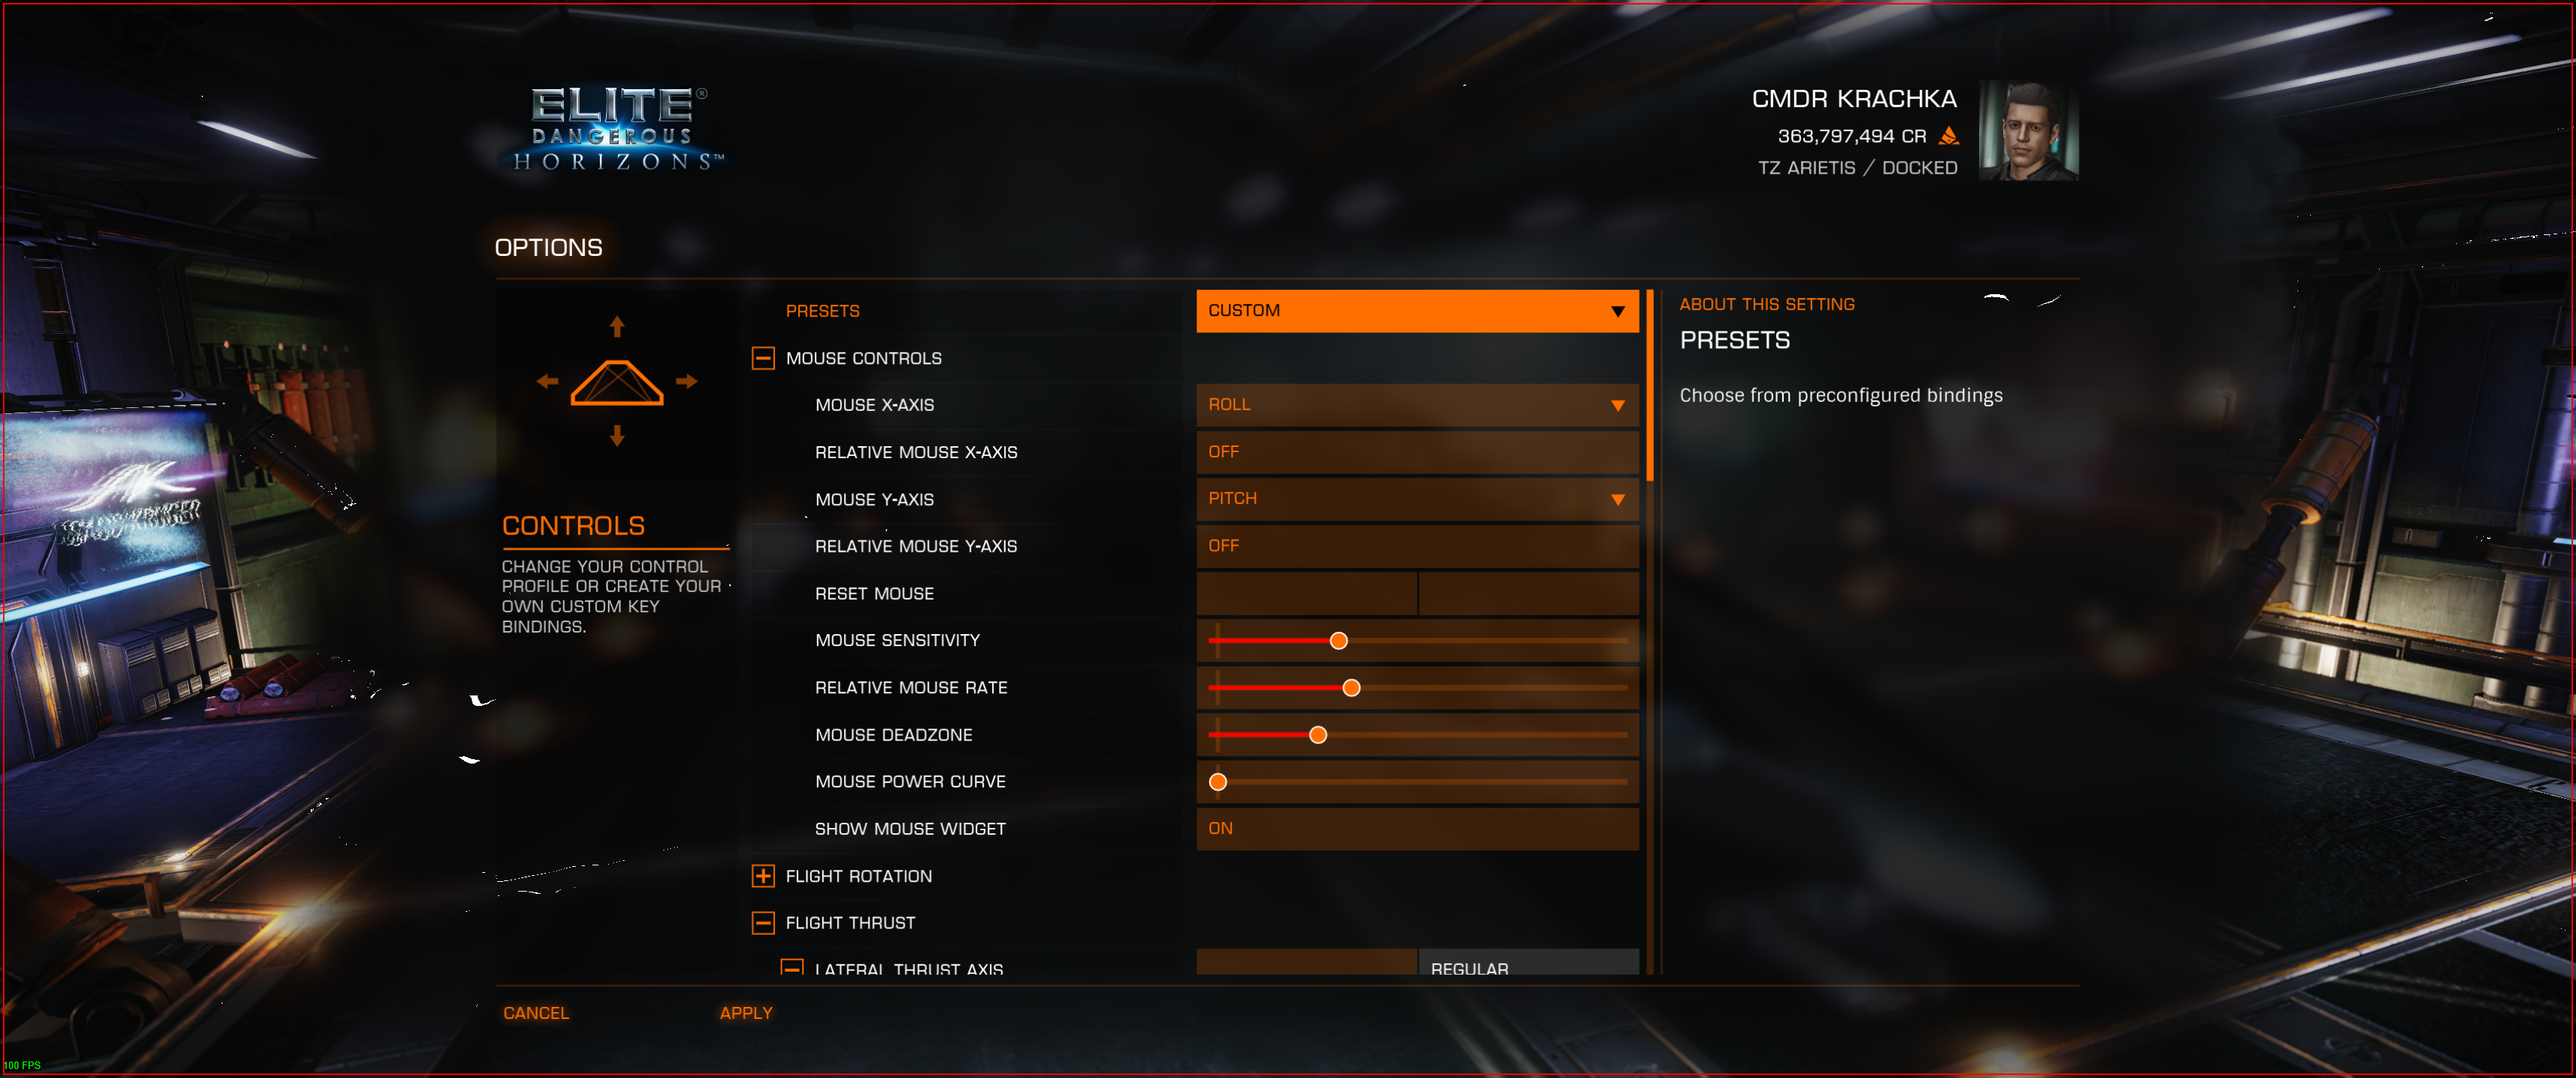 ELITE®
DANGEROUS
HORIZONS™
CMDR KRACHKA
363,797,494 CR
TZ ARIETIS / DOCKED
OPTIONS
CONTROLS
CHANGE YOUR CONTROL
PROFILE OR CREATE YOUR
OWN CUSTOM KEY
BINDINGS.
PRESETS
CUSTOM
MOUSE CONTROLS
MOUSE X-AXIS
ROLL
RELATIVE MOUSE X-AXIS
OFF
MOUSE Y-AXIS
PITCH
RELATIVE MOUSE Y-AXIS
OFF
RESET MOUSE
MOUSE SENSITIVITY
RELATIVE MOUSE RATE
MOUSE DEADZONE
MOUSE POWER CURVE
SHOW MOUSE WIDGET
ON
FLIGHT ROTATION
FLIGHT THRUST
LATERAL THRUST AXIS
REGULAR
ABOUT THIS SETTING
PRESETS
Choose from preconfigured bindings
CANCEL
APPLY
100 FPS